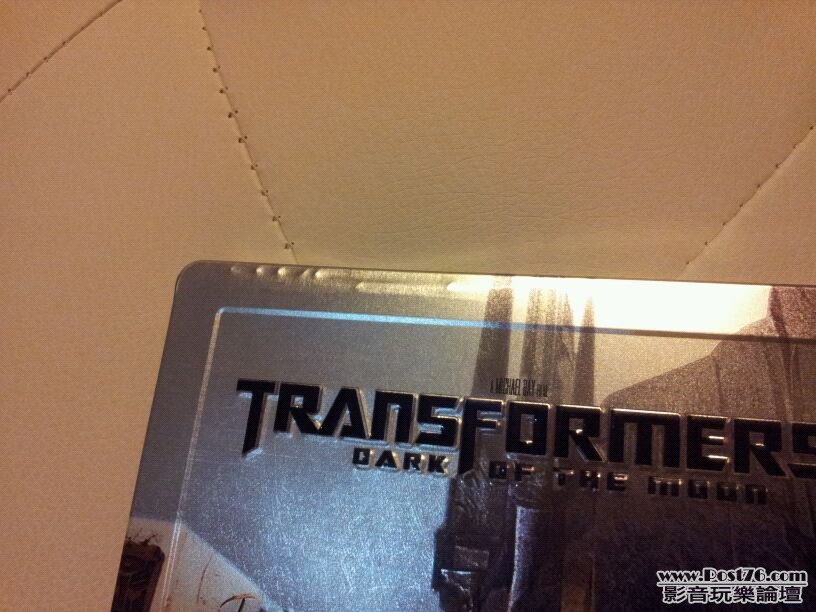 A MICHAEL BAY FILM
TRANSFORMERS
DARK OF THE MOON
www.Post76.com
影音玩樂論壇